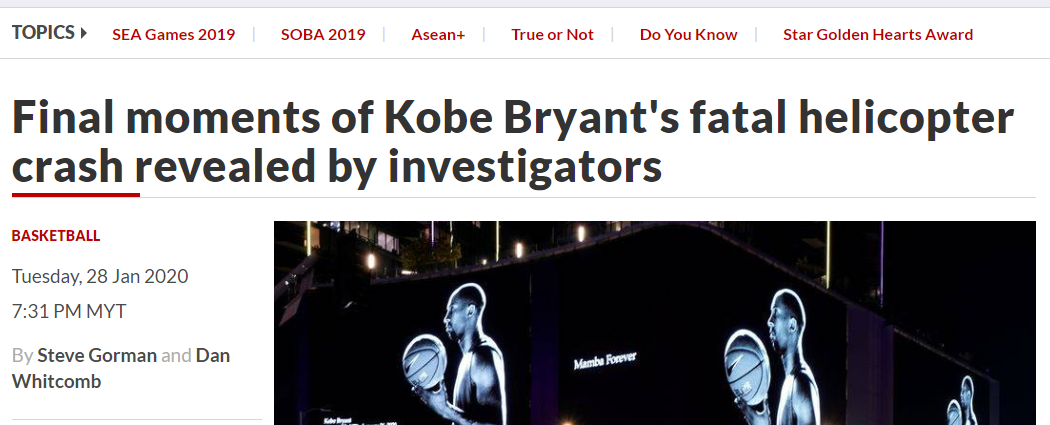 TOPICS
SEA Games 2019 | SOBA 2019 | Asean+ | True or Not | Do You Know | Star Golden Hearts Award
Final moments of Kobe Bryant's fatal helicopter
crash revealed by investigators
BASKETBALL
Tuesday, 28 Jan 2020
7:31 PM MYT
By Steve Gorman and Dan
Whitcomb
Mamba Forever
Kobe Bryant